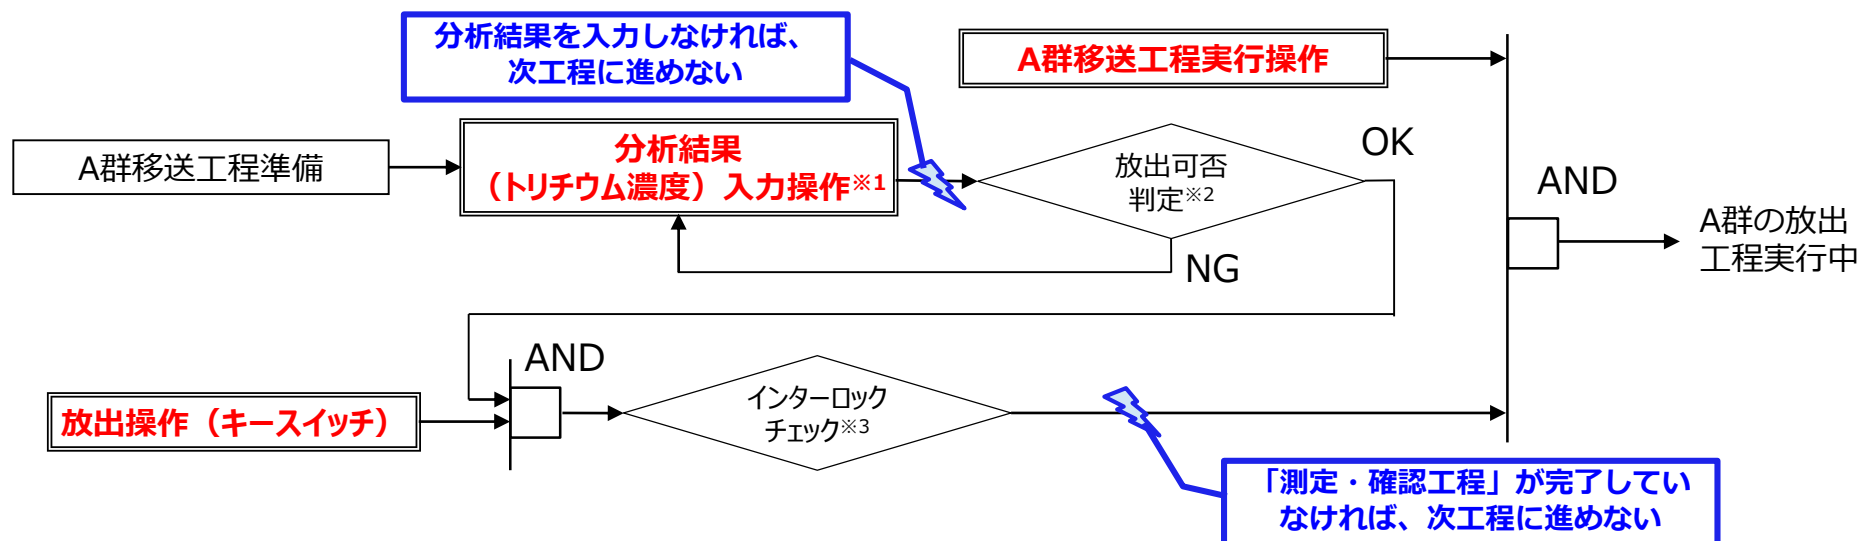 分析結果を入力しなければ、
次工程に進めない
A群移送工程実行操作
A群移送工程準備
分析結果
（トリチウム濃度）入力操作※1
放出可否
判定※2
OK
NG
AND
A群の放出
工程実行中
放出操作（キースイッチ）
AND
インターロック
チェック※3
「測定・確認工程」が完了してい
なければ、次工程に進めない